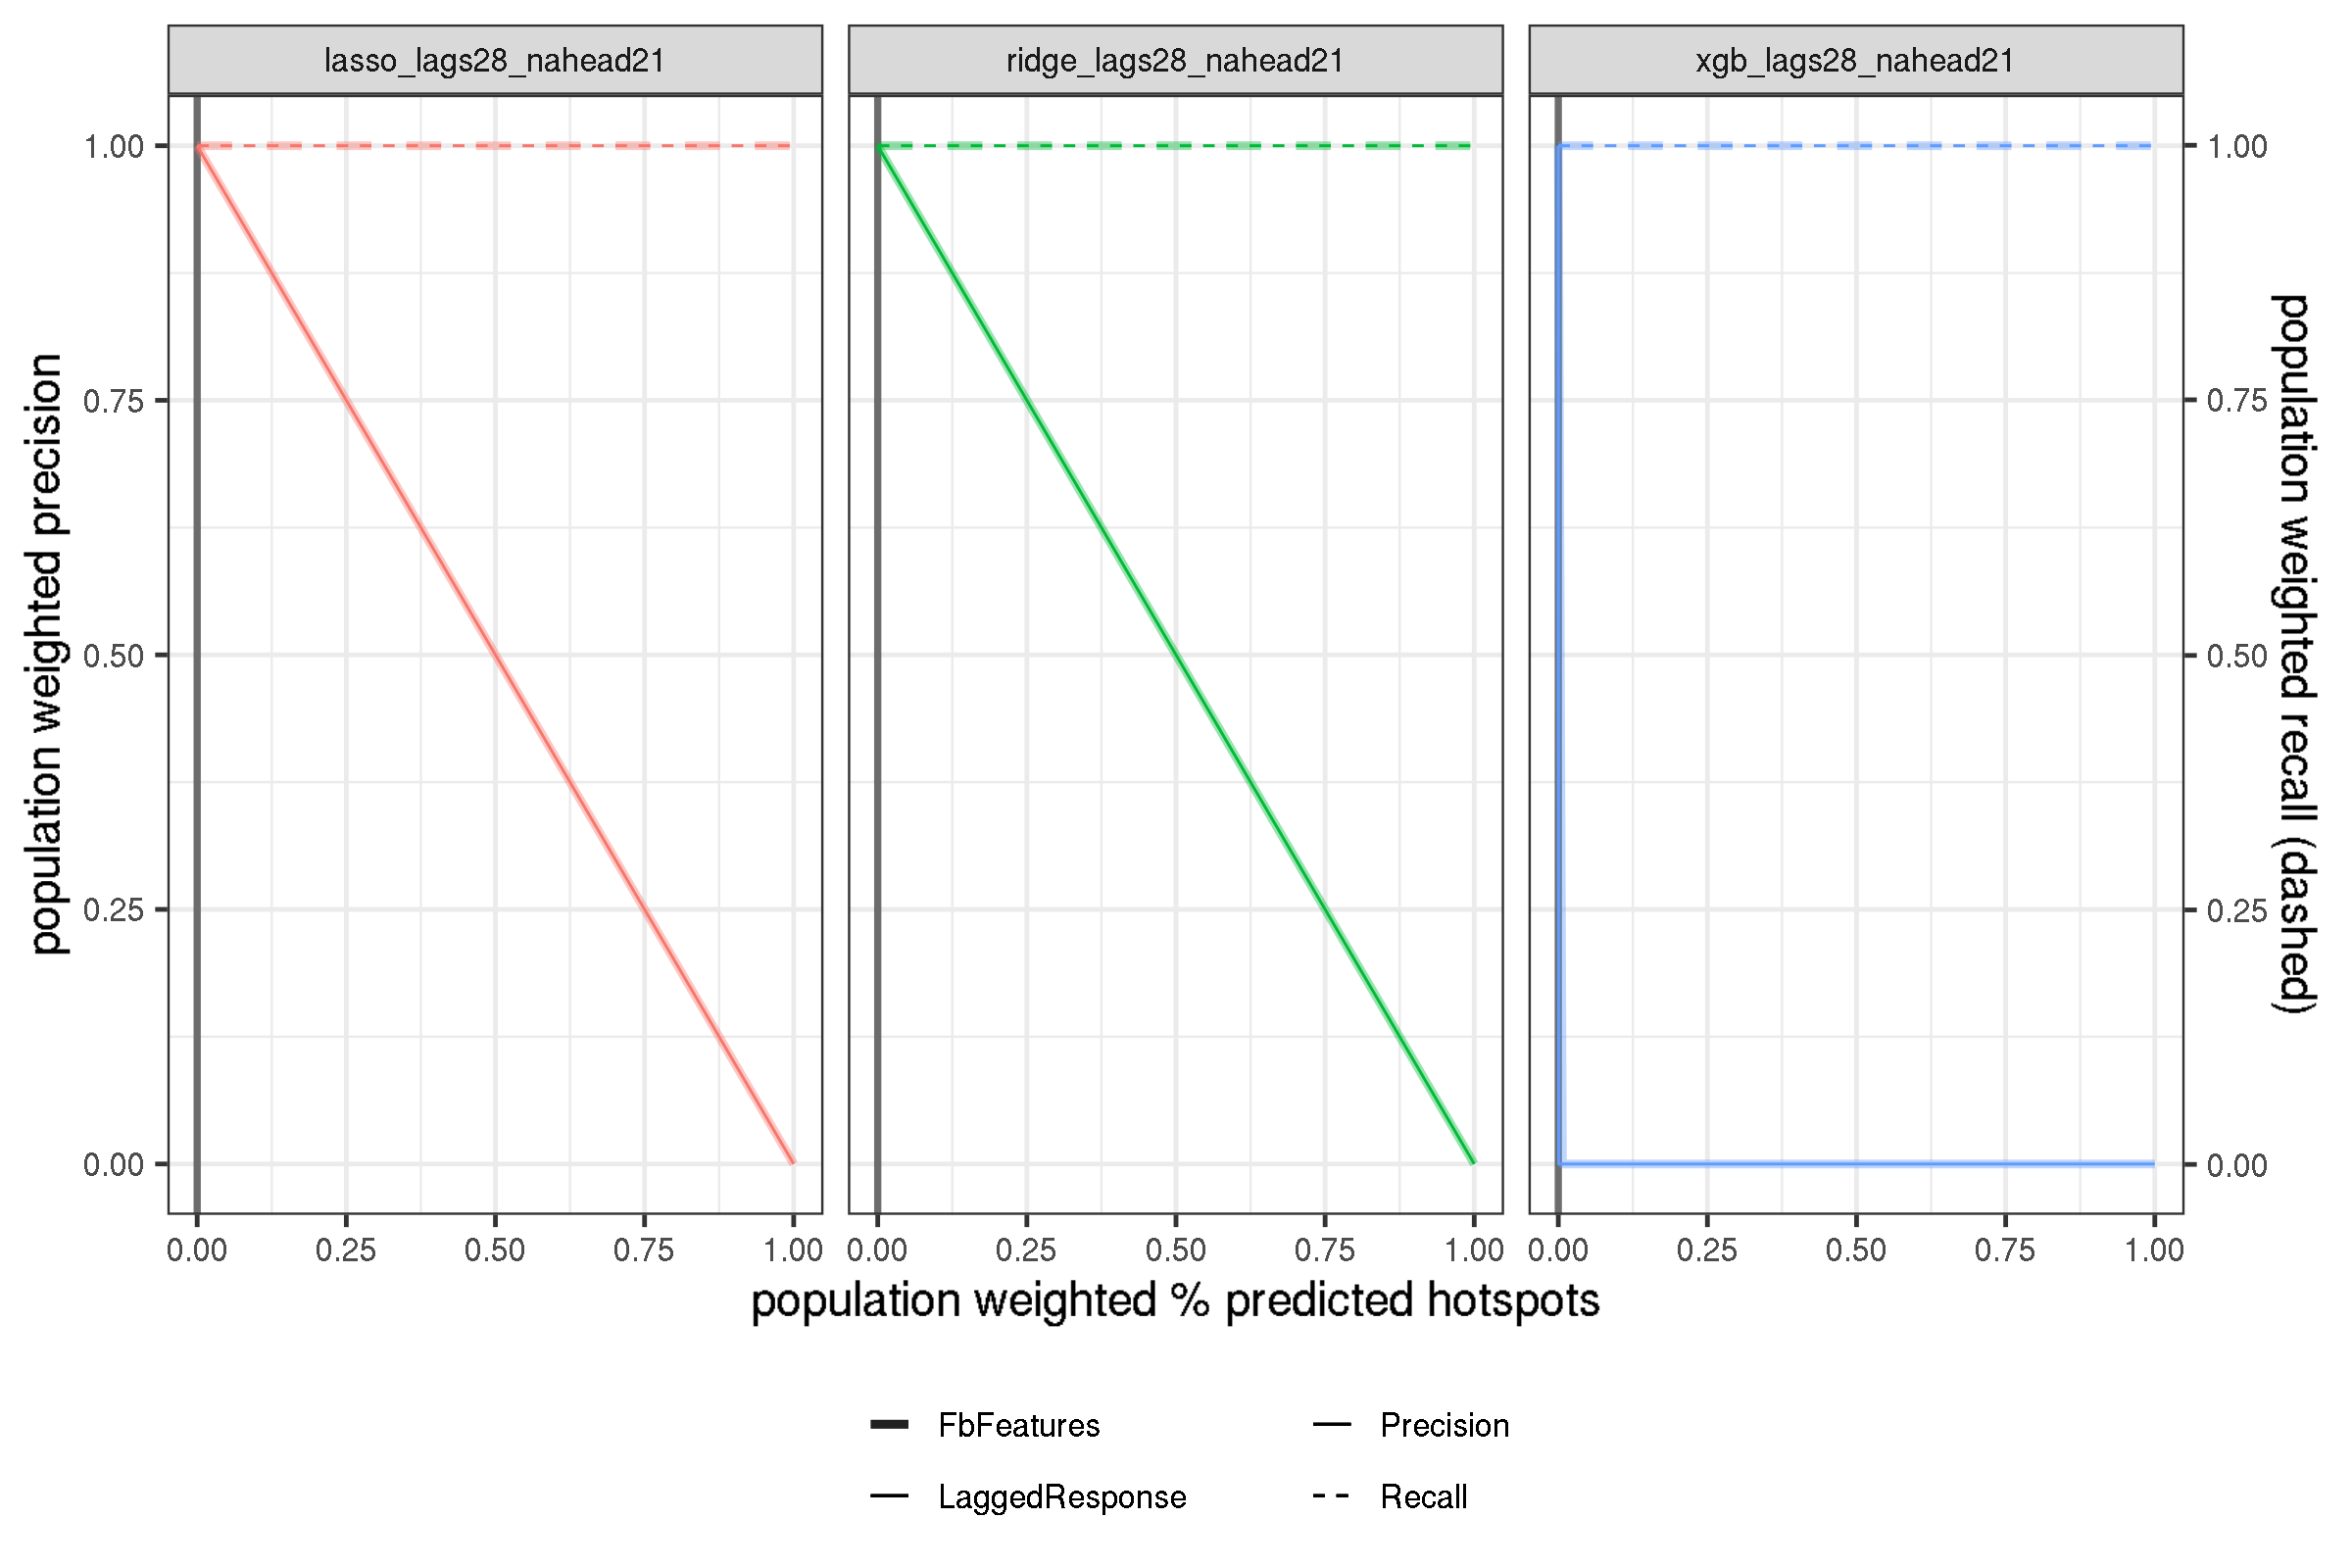 lasso_lags28_nahead21
ridge_lags28_nahead21
xgb_lags28_nahead21
population weighted precision
1.00
0.75
0.50
0.25
0.00
1.00
0.75
0.50
0.25
0.00
population weighted recall (dashed)
0.00 0.25 0.50 0.75 1.00
0.00 0.25 0.50 0.75 1.00
0.00 0.25 0.50 0.75 1.00
population weighted % predicted hotspots
FbFeatures
LaggedResponse
Precision
Recall